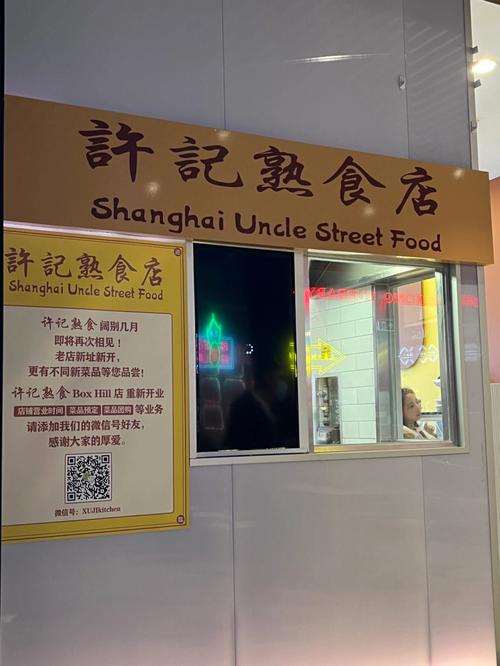 許記熟食店
Shanghai Uncle Street Food
許記熟食店
Shanghai Uncle Street Food
许记熟食 阔别几月
即将再次相见！
老店新址新开，
更有不同新菜品等您品尝！
许记熟食 Box Hill 店 重新开业
店铺营业时间 菜品预定 菜品团购 等业务
请添加我们的微信号好友，
感谢大家的厚爱。
微信号：XUJIkitchen